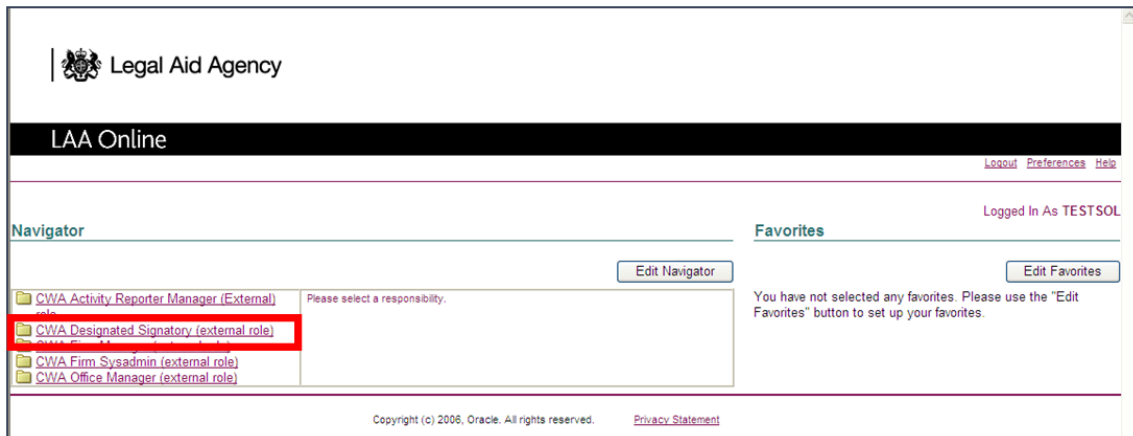 Legal Aid Agency
LAA Online
Logout Preferences Help
Logged In As TESTSOL
Navigator
Favorites
Edit Navigator
Edit Favorites
CWA Activity Reporter Manager (External)
role
Please select a responsibility.
You have not selected any favorites. Please use the "Edit
Favorites" button to set up your favorites.
CWA Designated Signatory (external role)
CWA Firm Sysadmin (external role)
CWA Office Manager (external role)
Copyright (c) 2006, Oracle. All rights reserved. Privacy Statement